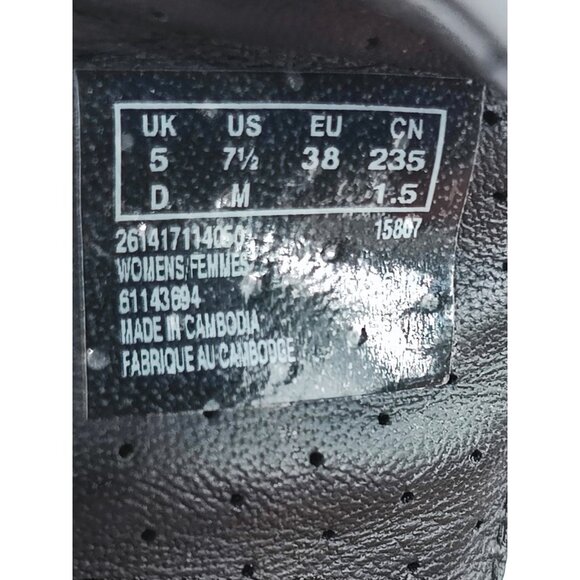 UK US EU CN
5 7½ 38 235
D M 1.5
15807
WOMENS/FEMMES
61143694
MADE IN CAMBODIA
FABRIQUE AU CAMBODGE